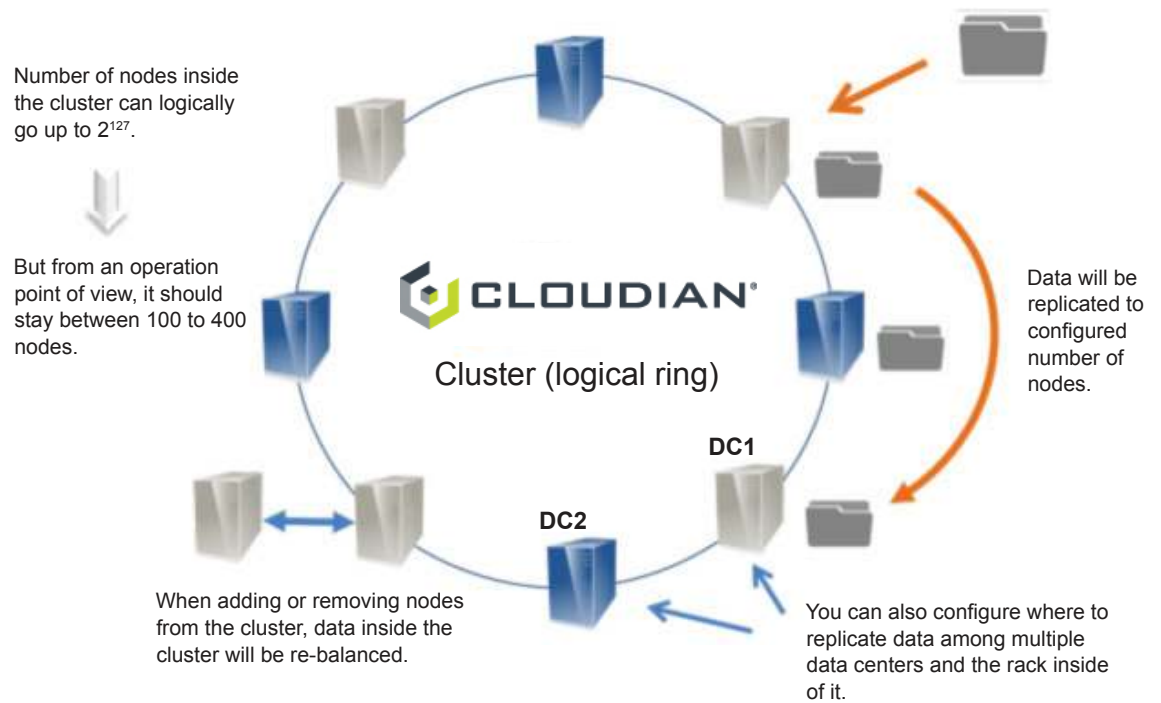 Number of nodes inside
the cluster can logically
go up to 2¹²⁷.
But from an operation
point of view, it should
stay between 100 to 400
nodes.
CLOUDIAN®
Cluster (logical ring)
Data will be
replicated to
configured
number of
nodes.
DC1
DC2
When adding or removing nodes
from the cluster, data inside the
cluster will be re-balanced.
You can also configure where to
replicate data among multiple
data centers and the rack inside
of it.